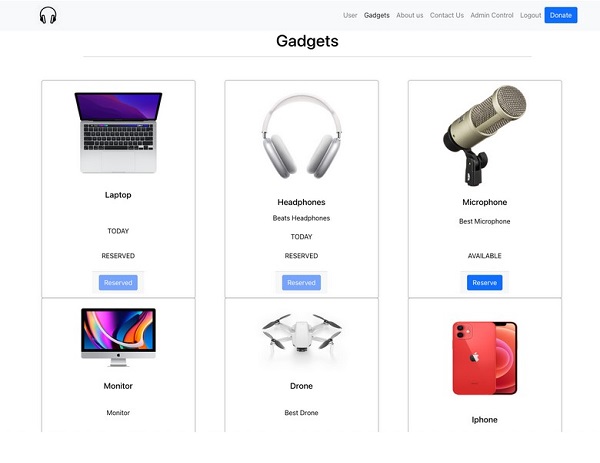 User Gadgets About us Contact Us Admin Control Logout Donate
Gadgets
Laptop
TODAY
RESERVED
Reserved
Headphones
Beats Headphones
TODAY
RESERVED
Reserved
Microphone
Best Microphone
AVAILABLE
Reserve
Monitor
Monitor
Drone
Best Drone
Iphone